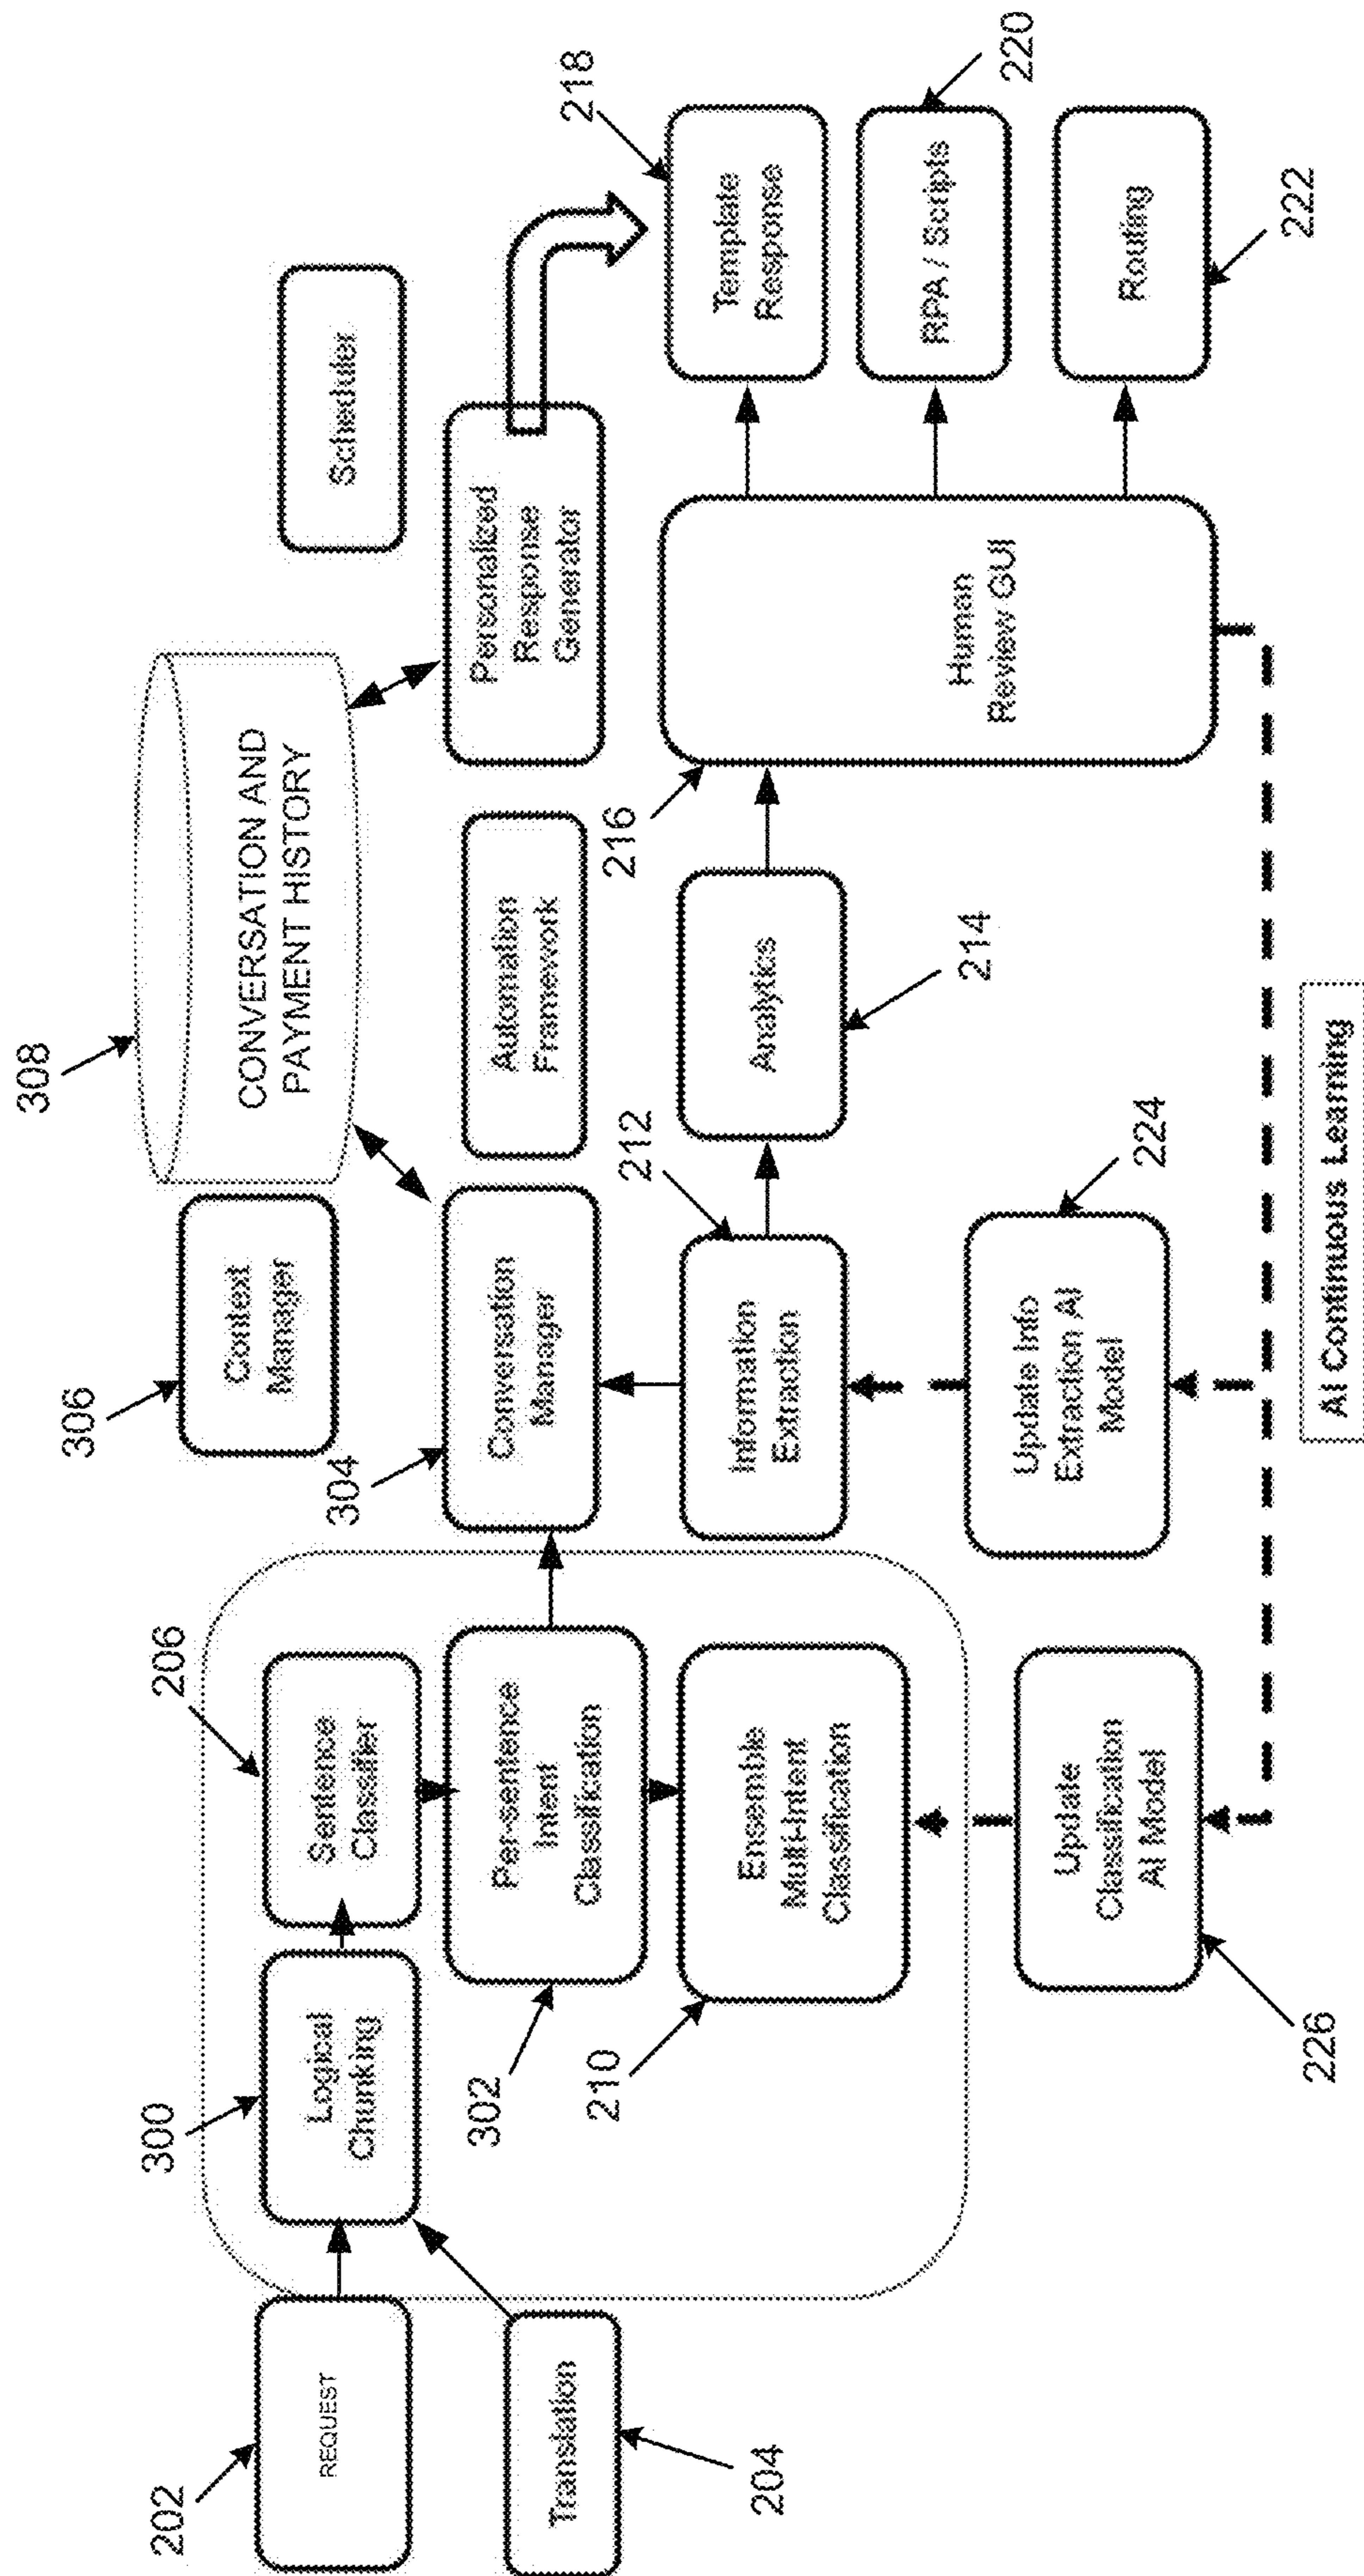 308
CONVERSATION AND
PAYMENT HISTORY
Scheduler
306
Context
Manager
206
Sentence
Classifier
300
Logical
Chunking
202
REQUEST
304
Conversation
Manager
Automation
Framework
Personalized
Response
Generator
218
Template
Response
220
RPA / Scripts
222
Routing
302
Per-sentence
Intent
Classification
Translation
204
210
Ensemble
Multi-Intent
Classification
212
Information
Extraction
Analytics
214
216
Human
Review GUI
224
Update Info
Extraction AI
Model
226
Update
Classification
AI Model
AI Continuous Learning